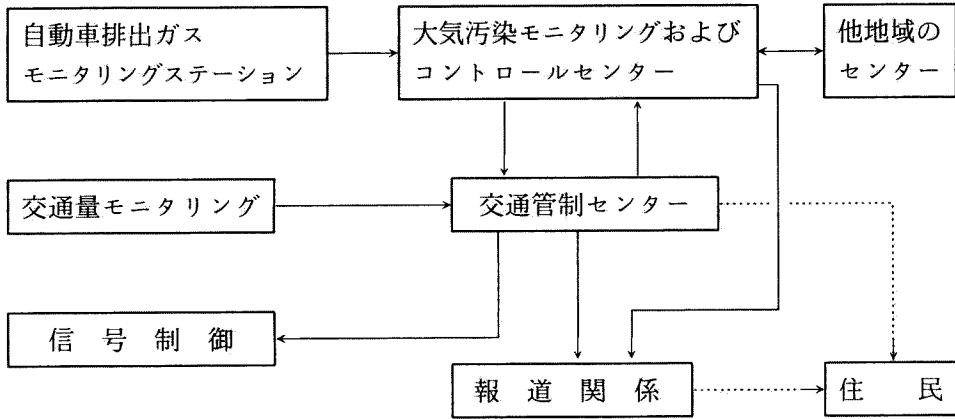 自動車排出ガス
モニタリングステーション
大気汚染モニタリングおよび
コントロールセンター
他地域の
センター
交通量モニタリング
交通管制センター
信号制御
報道関係
住民